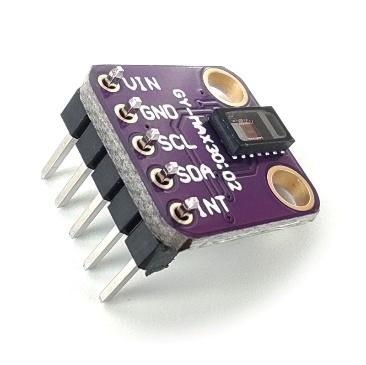 VIN
GND
SCL
SDA
INT
GY-MAX30102